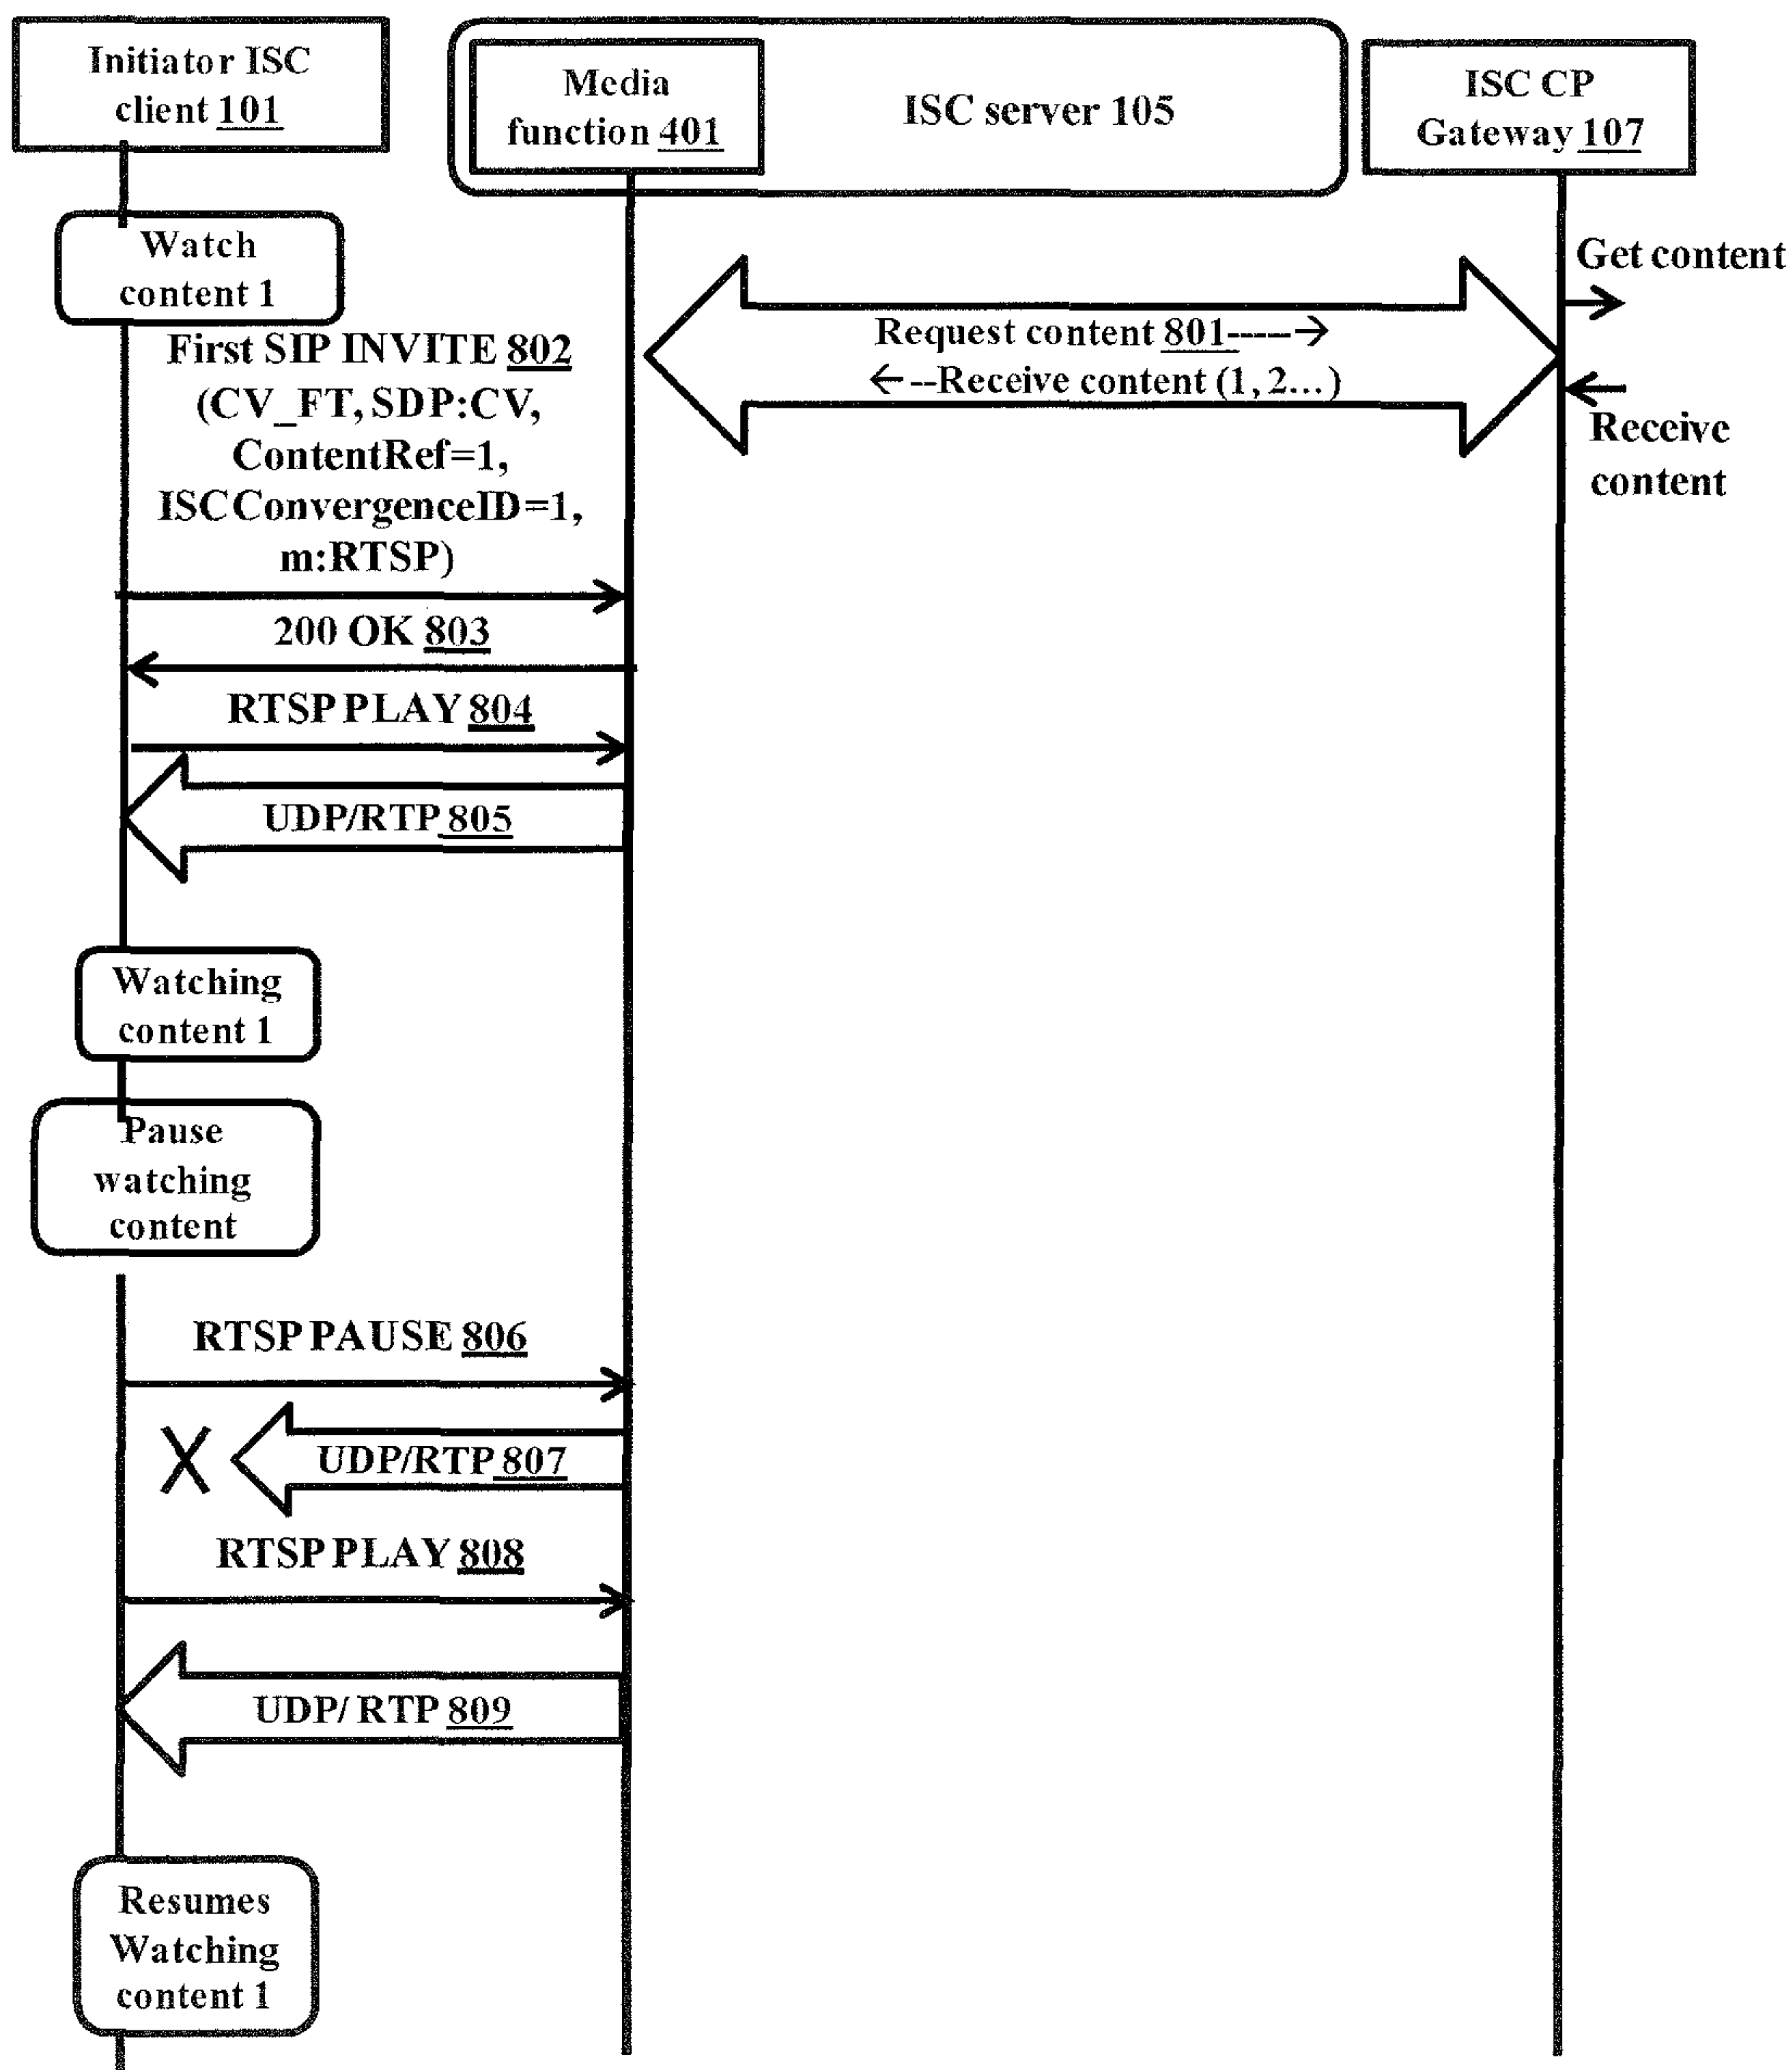 Initiator ISC
client 101
Media
function 401
ISC server 105
ISC CP
Gateway 107
Watch
content 1
Get content
Request content 801-----→
←--Receive content (1, 2...)
Receive
content
First SIP INVITE 802
(CV_FT, SDP:CV,
ContentRef=1,
ISCConvergenceID=1,
m:RTSP)
200 OK 803
RTSP PLAY 804
UDP/RTP 805
Watching
content 1
Pause
watching
content
RTSP PAUSE 806
X
UDP/RTP 807
RTSP PLAY 808
UDP/ RTP 809
Resumes
Watching
content 1